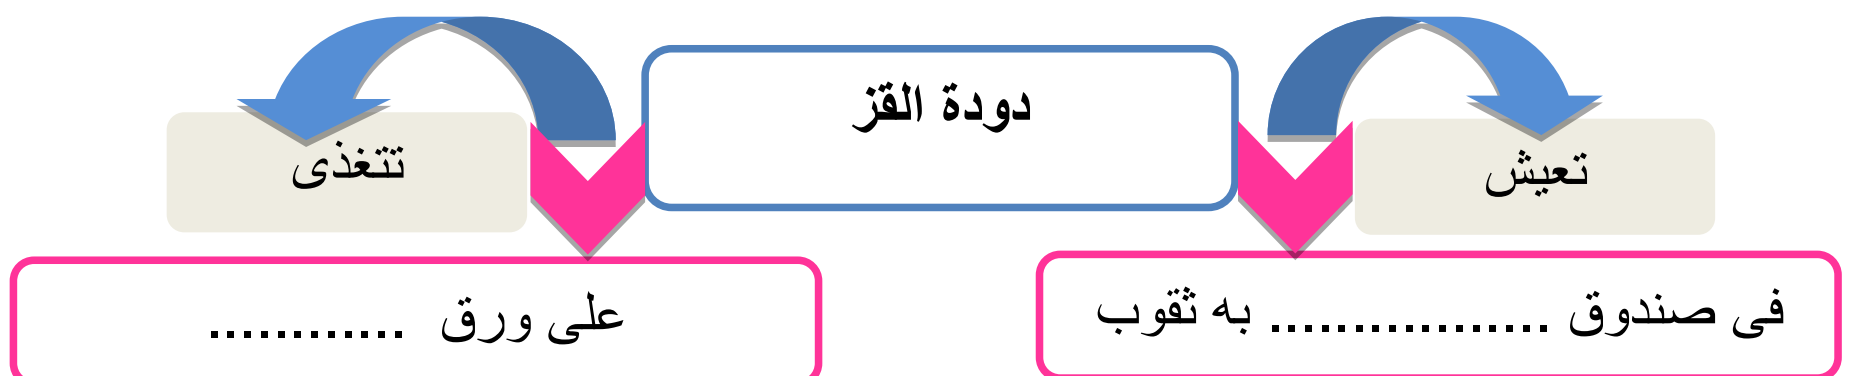 دودة القز
تعيش
تتغذى
فى صندوق ................ به ثقوب
على ورق ............